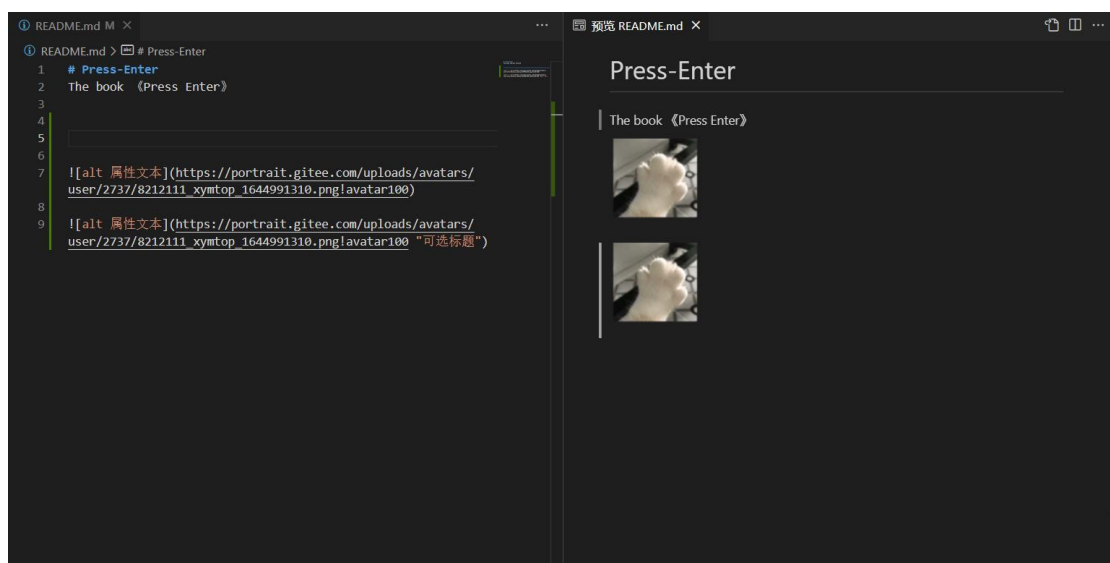 README.md M
README.md > # Press-Enter
1 # Press-Enter
2 The book 《Press Enter》
3
4
5
6
7 ![alt 属性文本](https://portrait.gitee.com/uploads/avatars/
user/2737/8212111_xymtop_1644991310.png!avatar100)
8
9 ![alt 属性文本](https://portrait.gitee.com/uploads/avatars/
user/2737/8212111_xymtop_1644991310.png!avatar100 "可选标题")
预览 README.md
Press-Enter
The book 《Press Enter》